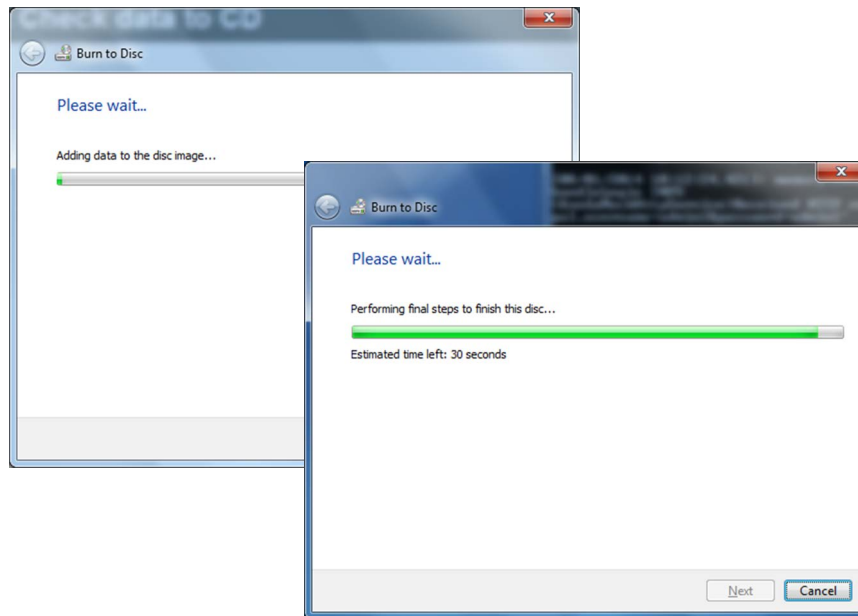 Check data to CD
Burn to Disc
Please wait...
Adding data to the disc image...
Burn to Disc
Please wait...
Performing final steps to finish this disc...
Estimated time left: 30 seconds
Next
Cancel